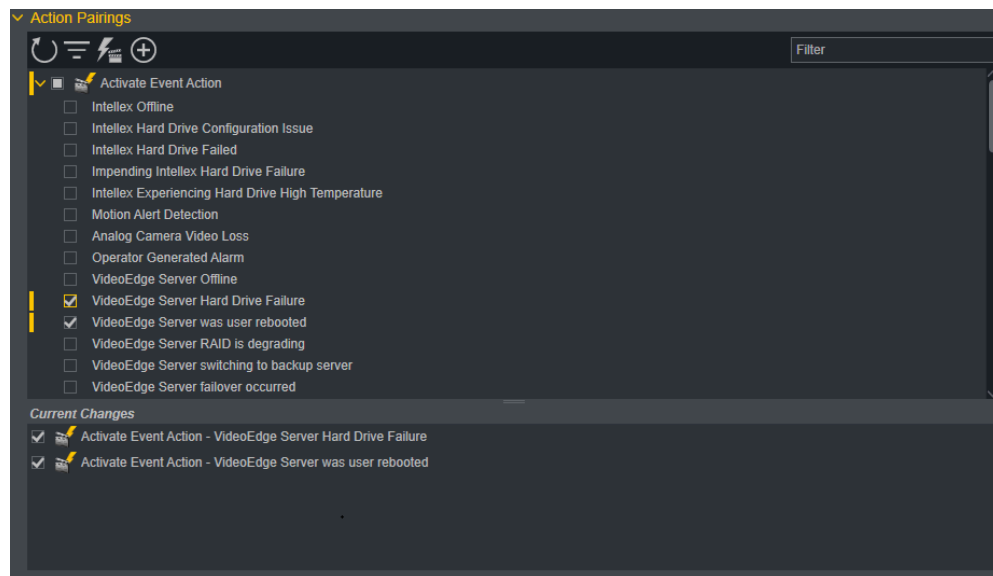 Action Pairings
Filter
Activate Event Action
Intellex Offline
Intellex Hard Drive Configuration Issue
Intellex Hard Drive Failed
Impending Intellex Hard Drive Failure
Intellex Experiencing Hard Drive High Temperature
Motion Alert Detection
Analog Camera Video Loss
Operator Generated Alarm
VideoEdge Server Offline
VideoEdge Server Hard Drive Failure
VideoEdge Server was user rebooted
VideoEdge Server RAID is degrading
VideoEdge Server switching to backup server
VideoEdge Server failover occurred
Current Changes
Activate Event Action - VideoEdge Server Hard Drive Failure
Activate Event Action - VideoEdge Server was user rebooted